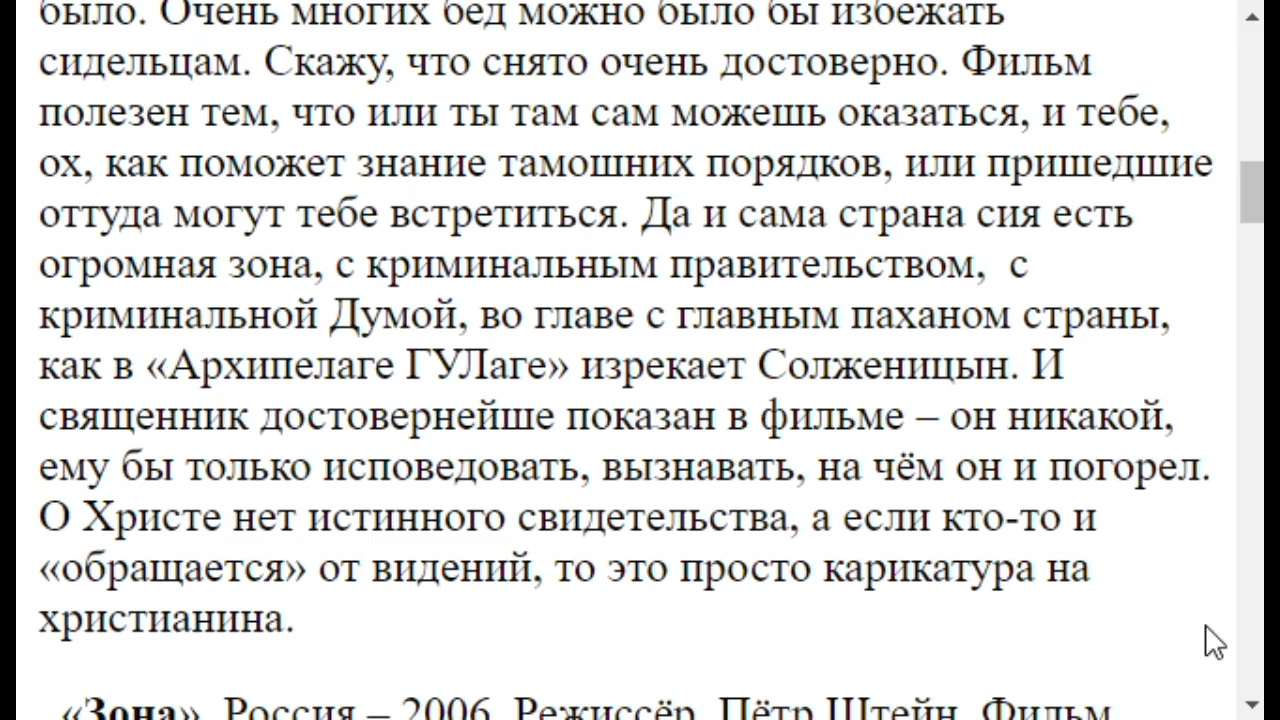 было. Очень многих бед можно было бы избежать
сидельцам. Скажу, что снято очень достоверно. Фильм
полезен тем, что или ты там сам можешь оказаться, и тебе,
ох, как поможет знание тамошних порядков, или пришедшие
оттуда могут тебе встретиться. Да и сама страна сия есть
огромная зона, с криминальным правительством,  с
криминальной Думой, во главе с главным паханом страны,
как в «Архипелаге ГУЛаге» изрекает Солженицын. И
священник достовернейше показан в фильме – он никакой,
ему бы только исповедовать, вызнавать, на чём он и погорел.
О Христе нет истинного свидетельства, а если кто-то и
«обращается» от видений, то это просто карикатура на
христианина.
«Зона». Россия – 2006. Режиссёр. Пётр Штейн. Фильм